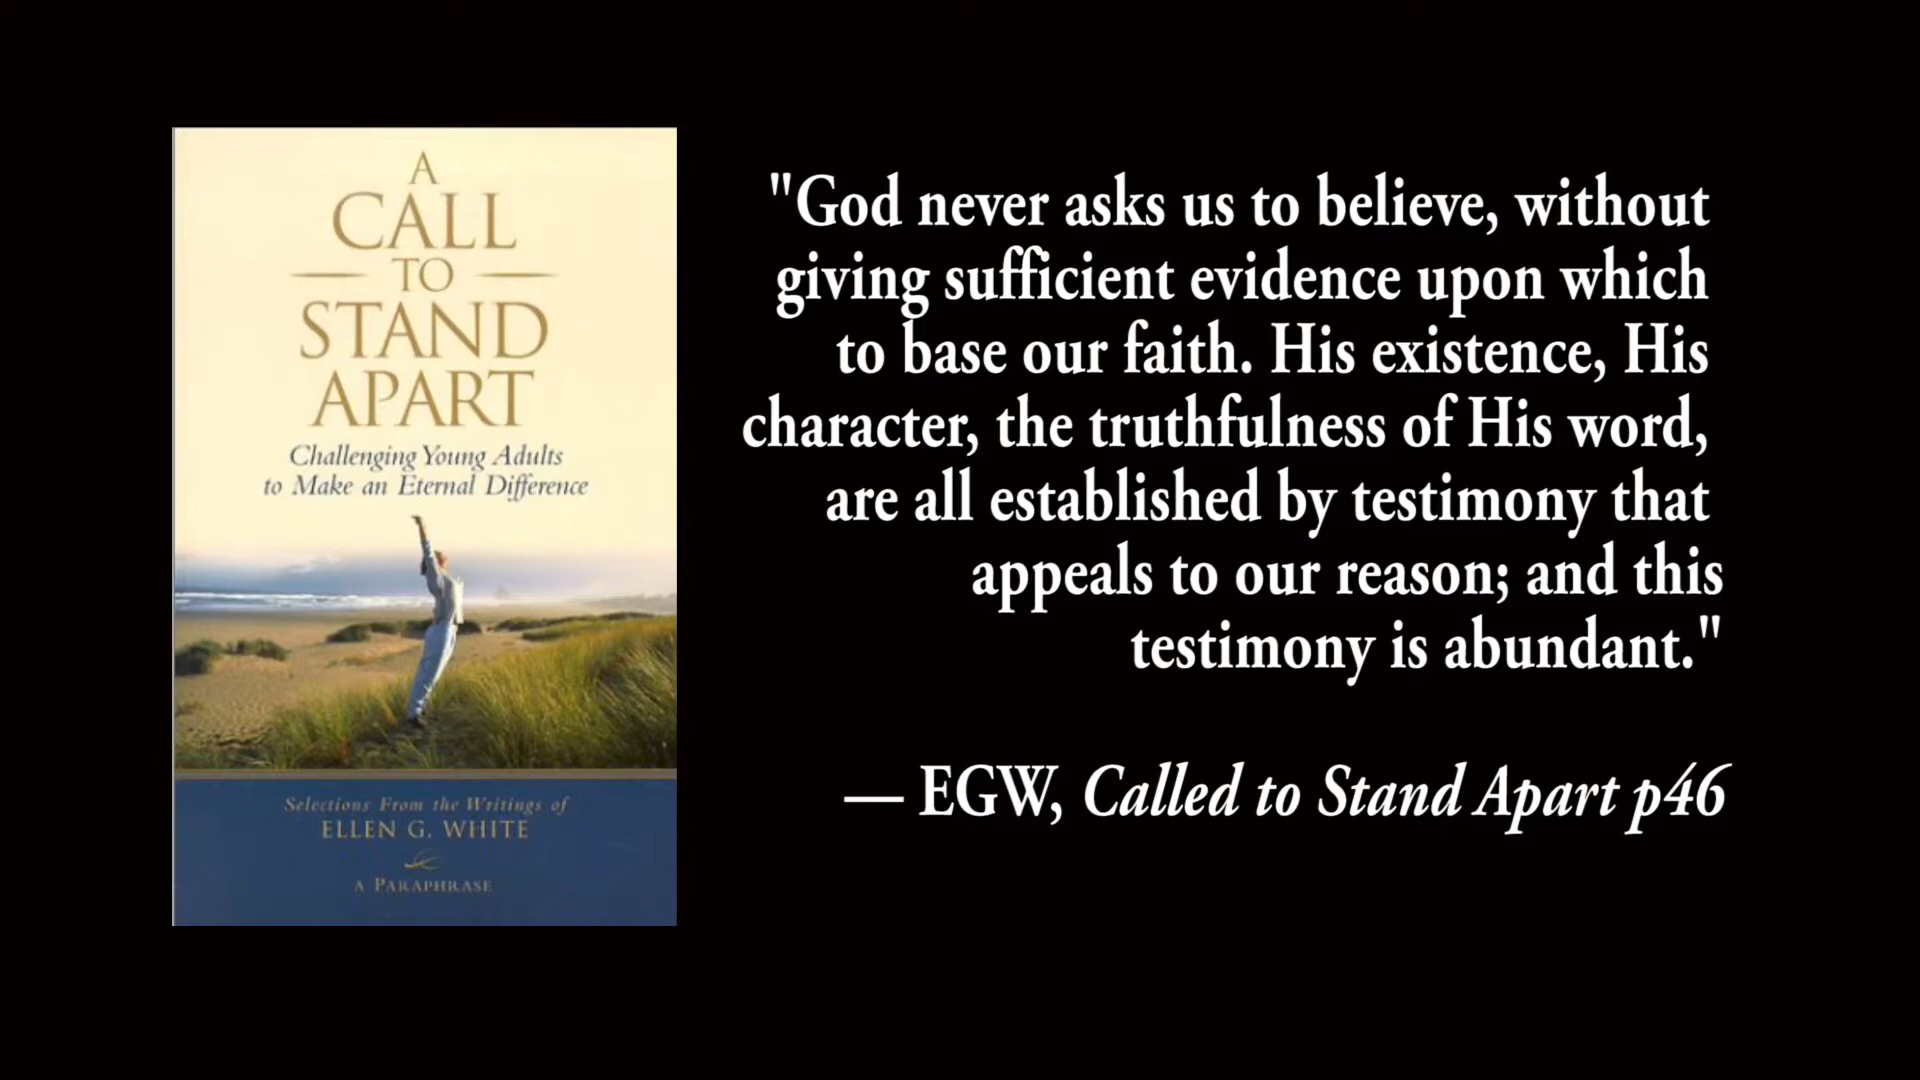 A
CALL
TO
STAND
APART
Challenging Young Adults
to Make an Eternal Difference
Selections From the Writings of
ELLEN G. WHITE
A PARAPHRASE
"God never asks us to believe, without
giving sufficient evidence upon which
to base our faith. His existence, His
character, the truthfulness of His word,
are all established by testimony that
appeals to our reason; and this
testimony is abundant."
— EGW, Called to Stand Apart p46